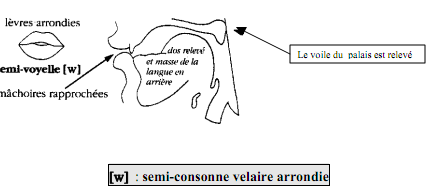 lèvres arrondies
emi-voyelle [w]
mâchoires rapprochées
dos relevé
et masse de la
langue en
arrière
Le voile du palais est relevé
[w] : semi-consonne velaire arrondie